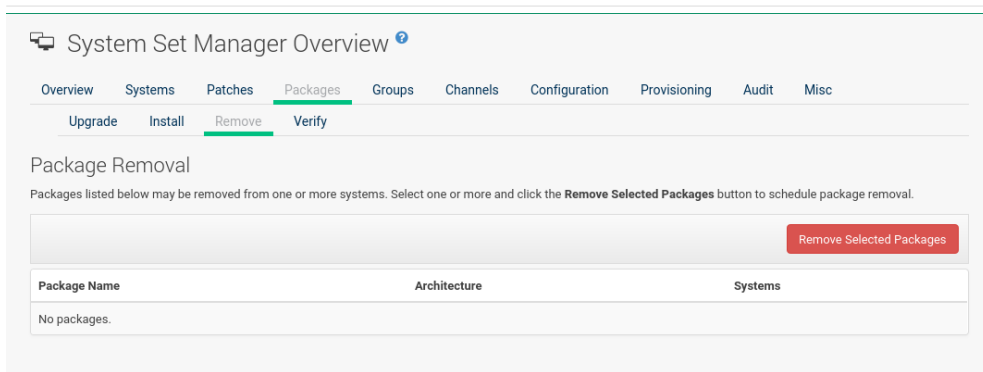 System Set Manager Overview ?
Overview Systems Patches Packages Groups Channels Configuration Provisioning Audit Misc
Upgrade Install Remove Verify
Package Removal
Packages listed below may be removed from one or more systems. Select one or more and click the Remove Selected Packages button to schedule package removal.
Remove Selected Packages
Package Name Architecture Systems
No packages.